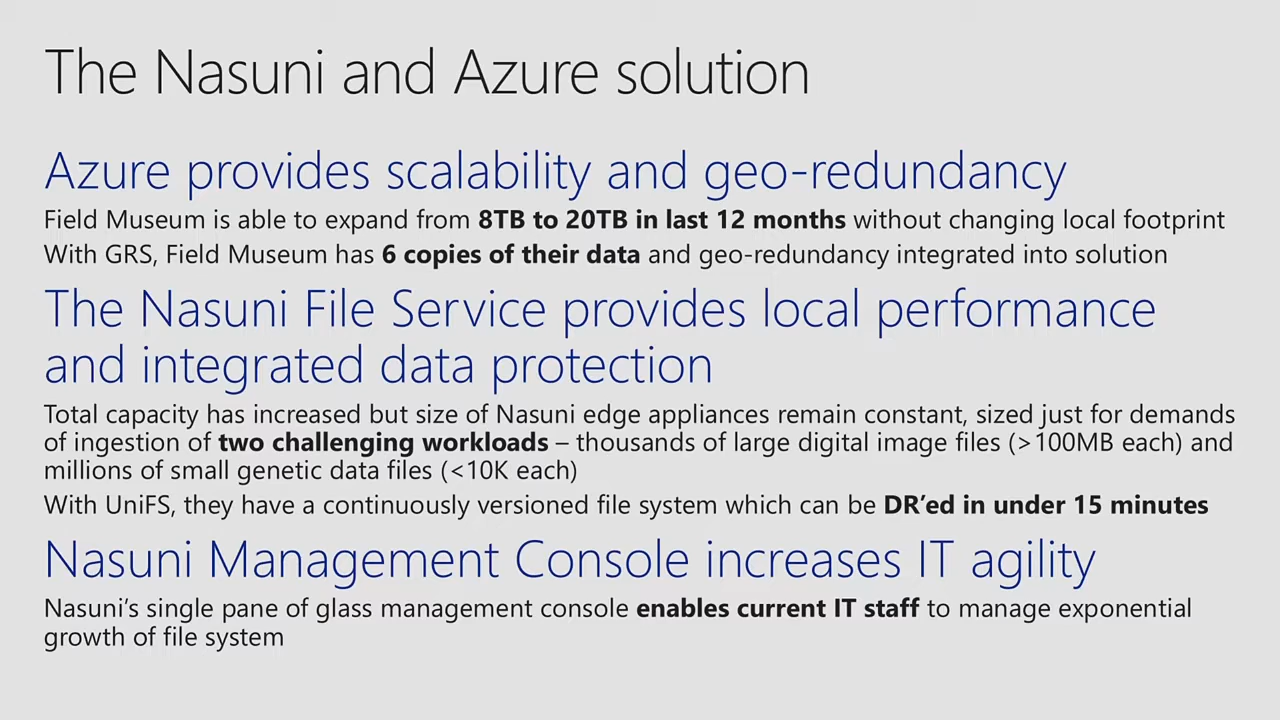 The Nasuni and Azure solution
Azure provides scalability and geo-redundancy
Field Museum is able to expand from 8TB to 20TB in last 12 months without changing local footprint
With GRS, Field Museum has 6 copies of their data and geo-redundancy integrated into solution
The Nasuni File Service provides local performance
and integrated data protection
Total capacity has increased but size of Nasuni edge appliances remain constant, sized just for demands
of ingestion of two challenging workloads – thousands of large digital image files (>100MB each) and
millions of small genetic data files (<10K each)
With UniFS, they have a continuously versioned file system which can be DR’ed in under 15 minutes
Nasuni Management Console increases IT agility
Nasuni’s single pane of glass management console enables current IT staff to manage exponential
growth of file system